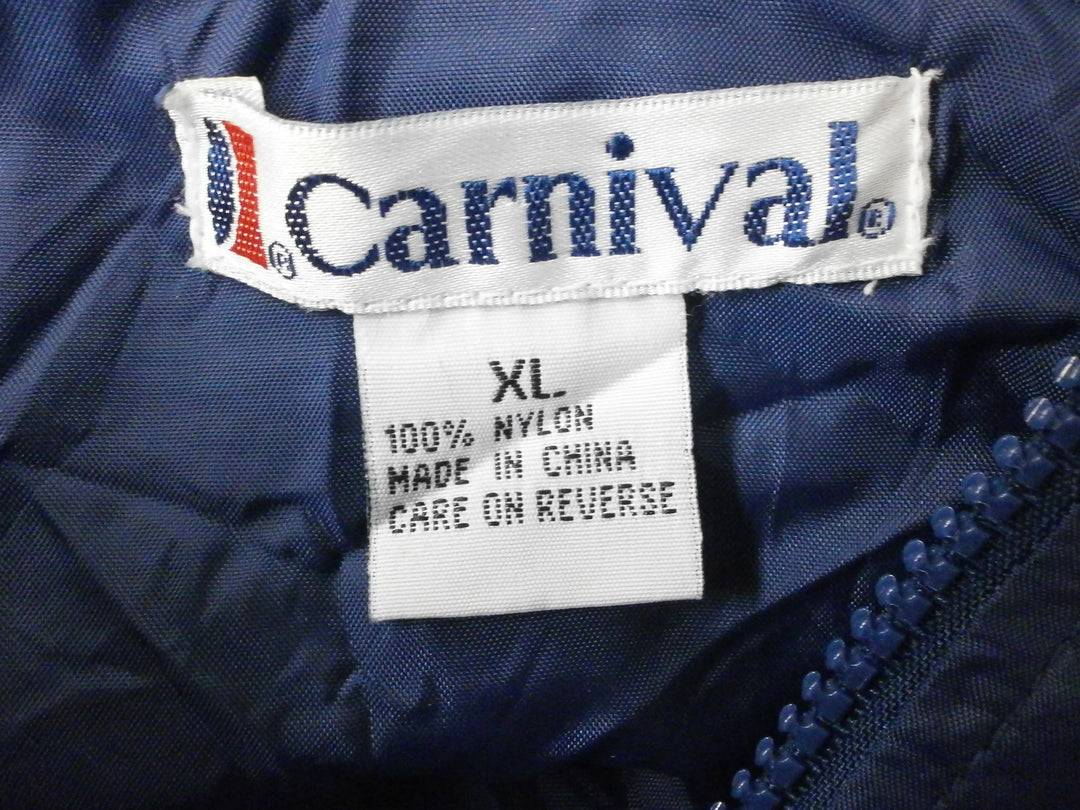 ®Carnival®
XL
100% NYLON
MADE IN CHINA
CARE ON REVERSE